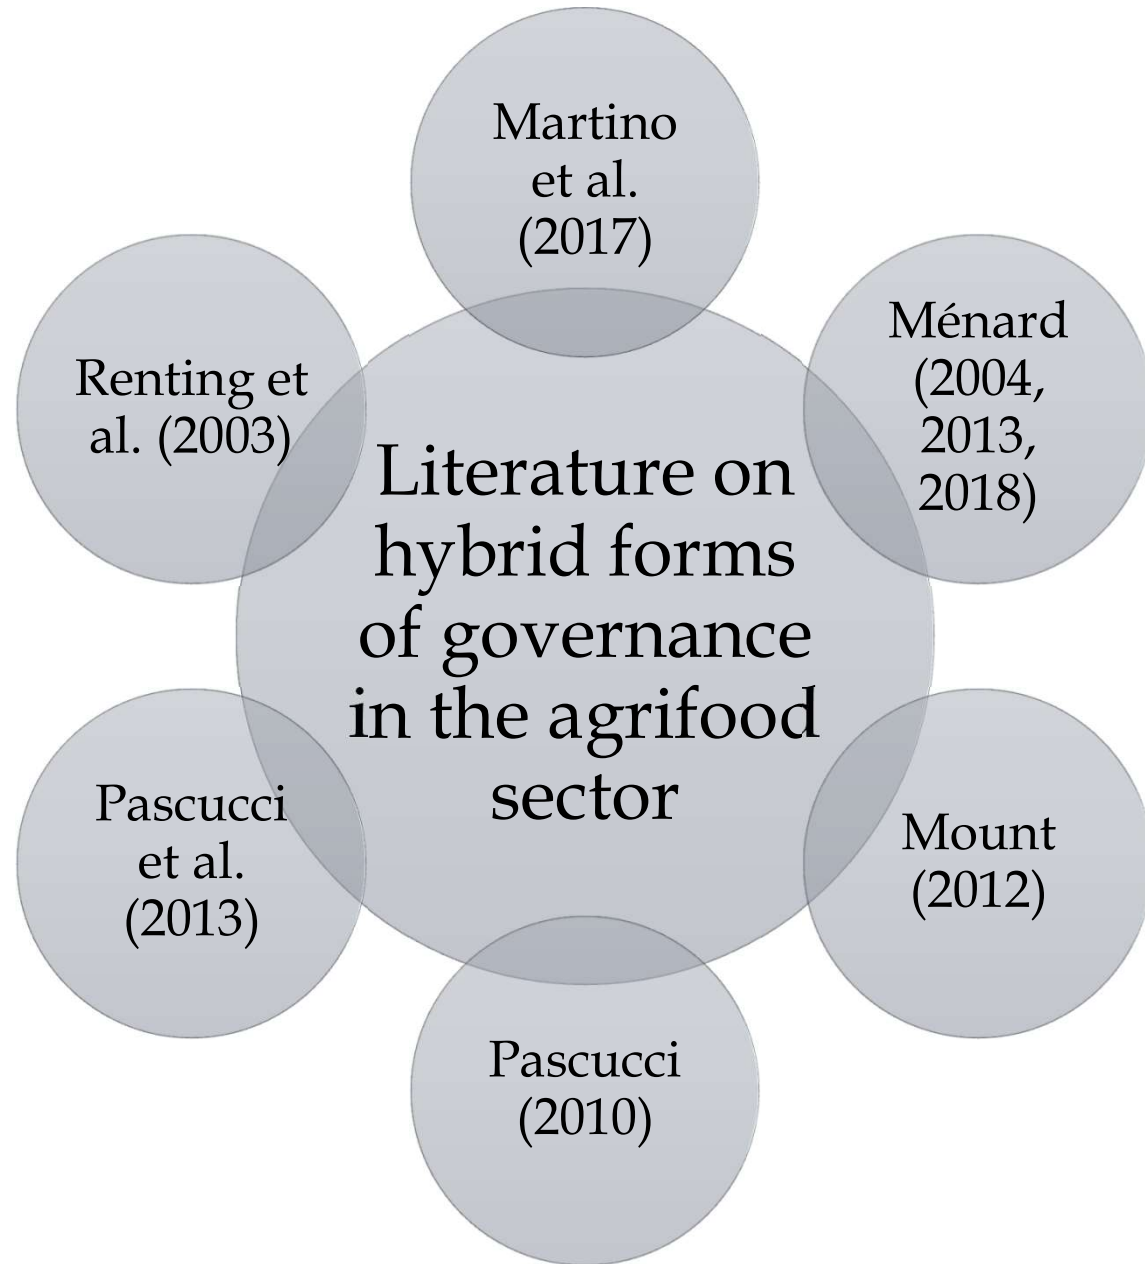 Martino
et al.
(2017)
Ménard
(2004,
2013,
2018)
Renting et
al. (2003)
Literature on
hybrid forms
of governance
in the agrifood
sector
Pascucci
et al.
(2013)
Mount
(2012)
Pascucci
(2010)